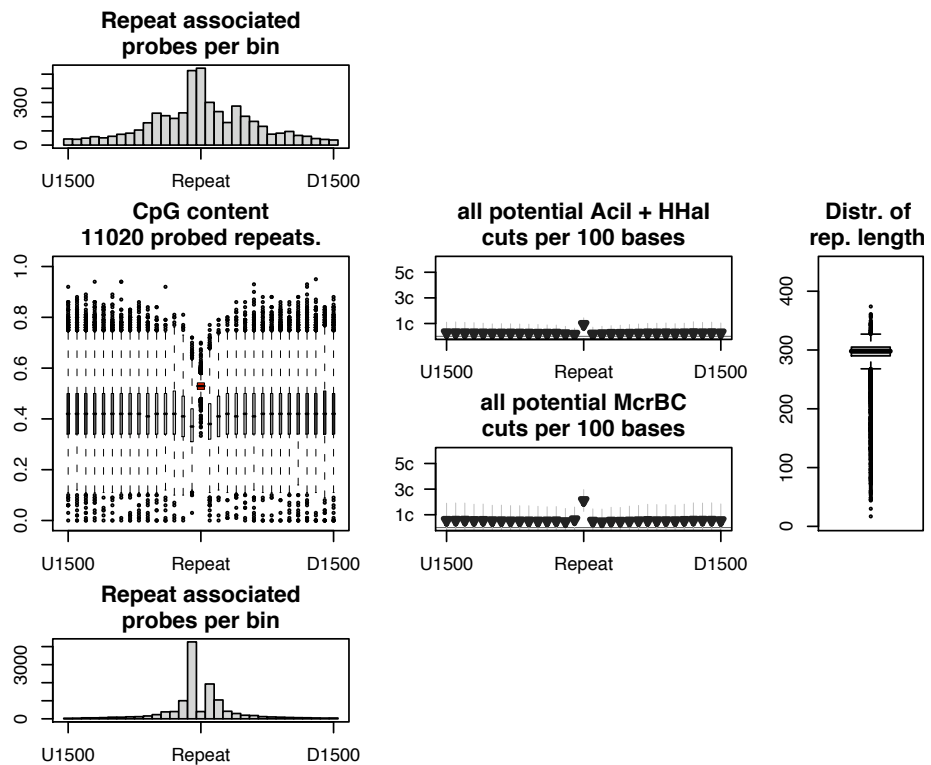 Repeat associated
probes per bin
300
0
U1500 Repeat D1500
CpG content
11020 probed repeats.
1.0
0.8
0.6
0.4
0.2
0.0
U1500 Repeat D1500
all potential AciI + HHaI
cuts per 100 bases
5c
3c
1c
U1500 Repeat D1500
all potential McrBC
cuts per 100 bases
5c
3c
1c
U1500 Repeat D1500
Distr. of
rep. length
400
300
200
100
0
Repeat associated
probes per bin
3000
0
U1500 Repeat D1500